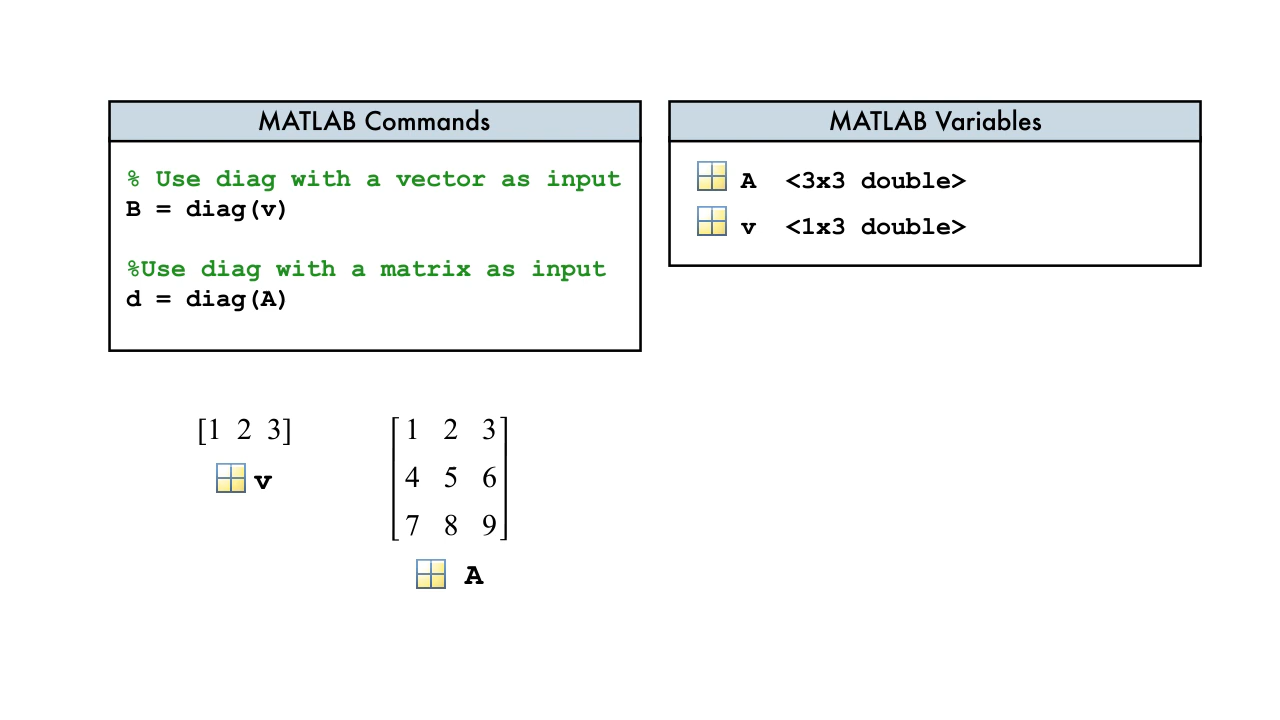 MATLAB Commands
% Use diag with a vector as input
B = diag(v)
%Use diag with a matrix as input
d = diag(A)
MATLAB Variables
A <3x3 double>
v <1x3 double>
[1 2 3]
v
1 2 3
4 5 6
7 8 9
A